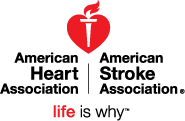 American American
Heart Stroke
Association Association®
life is why™